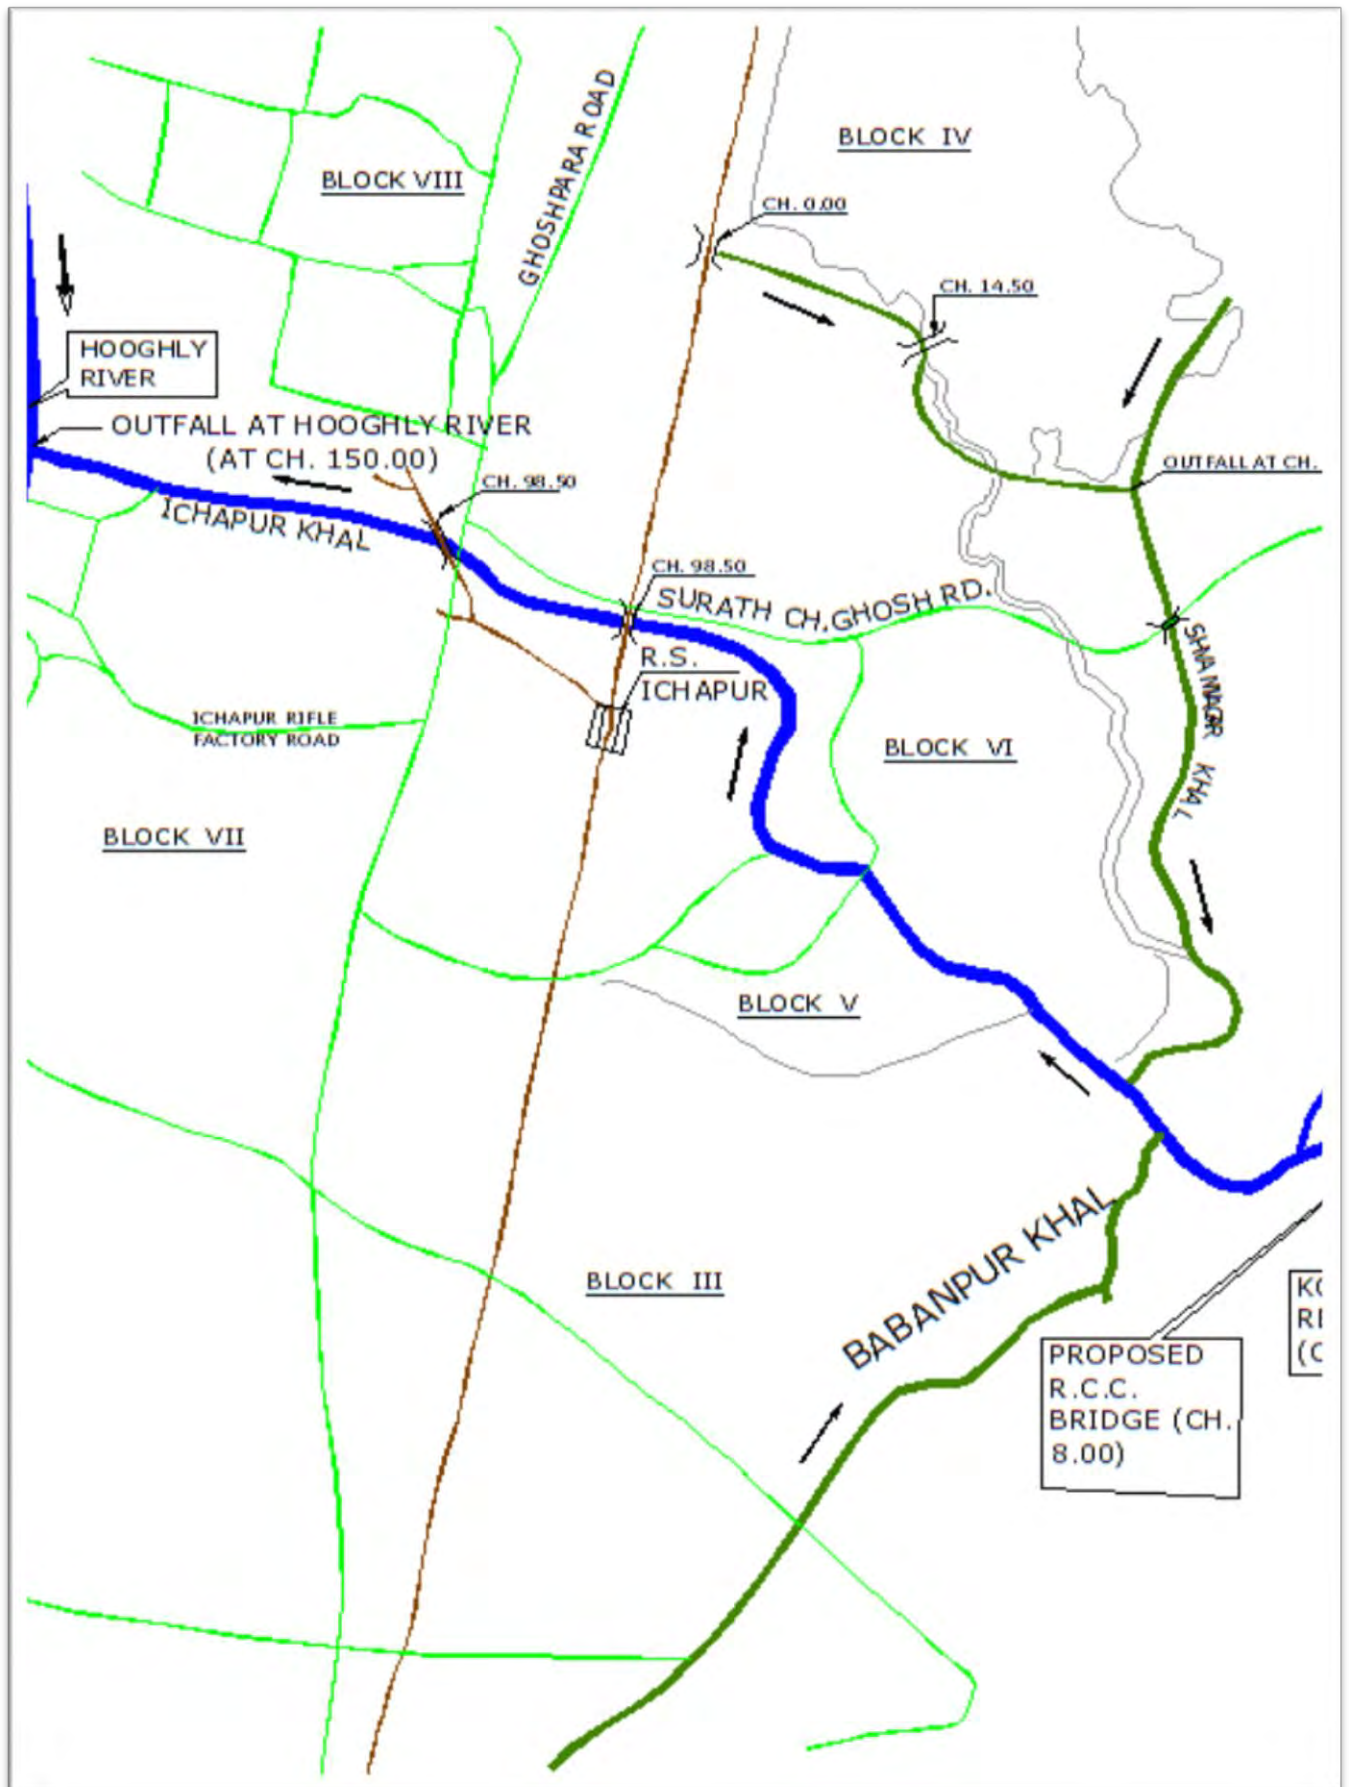 BLOCK IV
BLOCK VIII
GHOSHPARA ROAD
CH. 0.00
CH. 14.50
HOOGHLY
RIVER
OUTFALL AT HOOGHLY RIVER
(AT CH. 150.00)
OUTFALL AT CH.
CH. 98.50
ICHAPUR KHAL
CH. 98.50
SURATH CH.GHOSH RD.
R.S.
ICHAPUR
KHAL
ICHAPUR RIFLE
FACTORY ROAD
BLOCK VI
BLOCK VII
BLOCK V
BABANPUR KHAL
BLOCK III
PROPOSED
R.C.C.
BRIDGE (CH.
8.00)